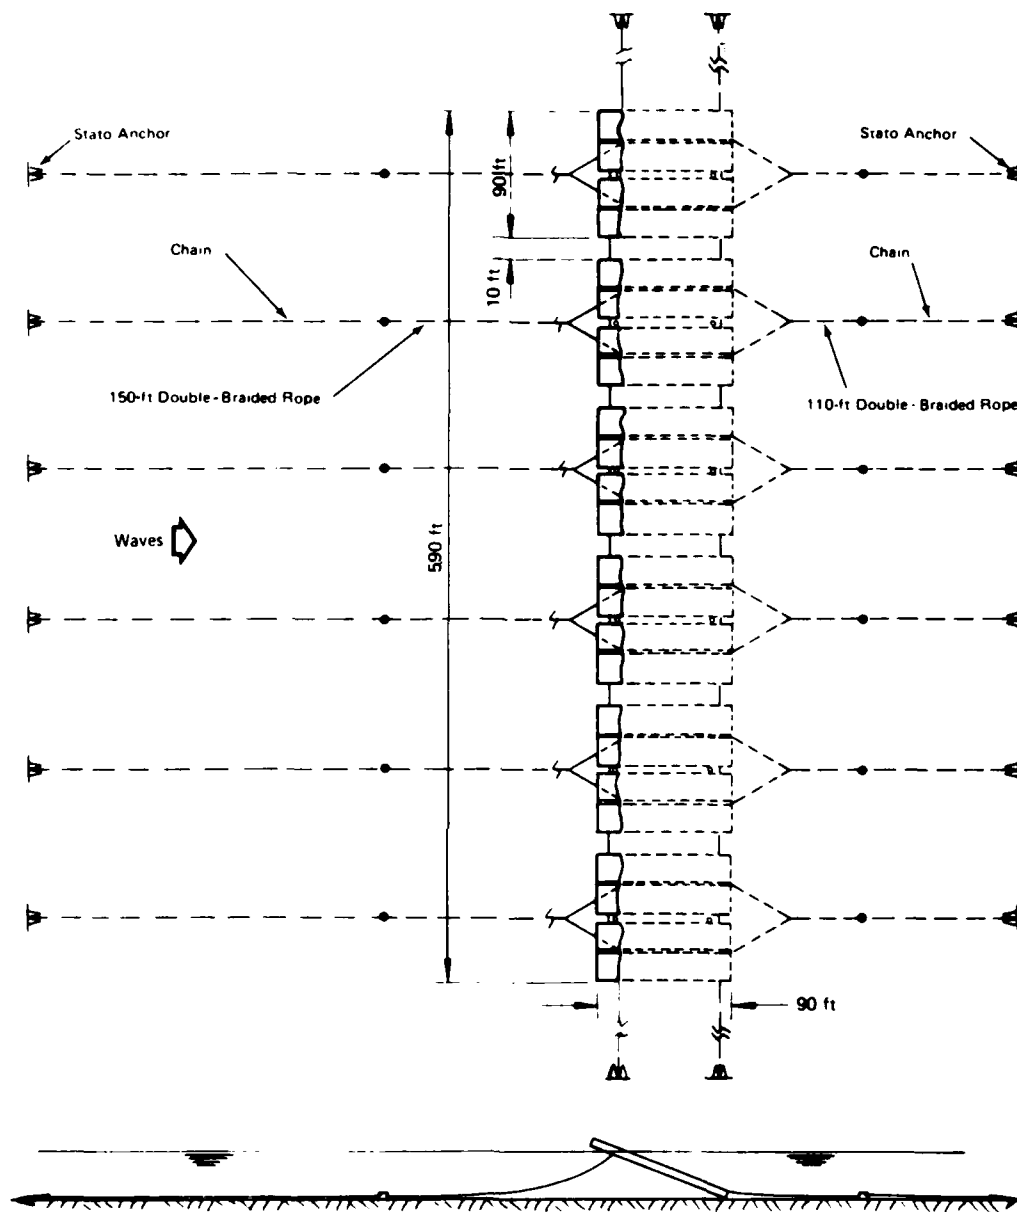 Stato Anchor
Stato Anchor
90 ft
Chain
Chain
10 ft
150-ft Double-Braided Rope
110-ft Double-Braided Rope
Waves
590 ft
90 ft